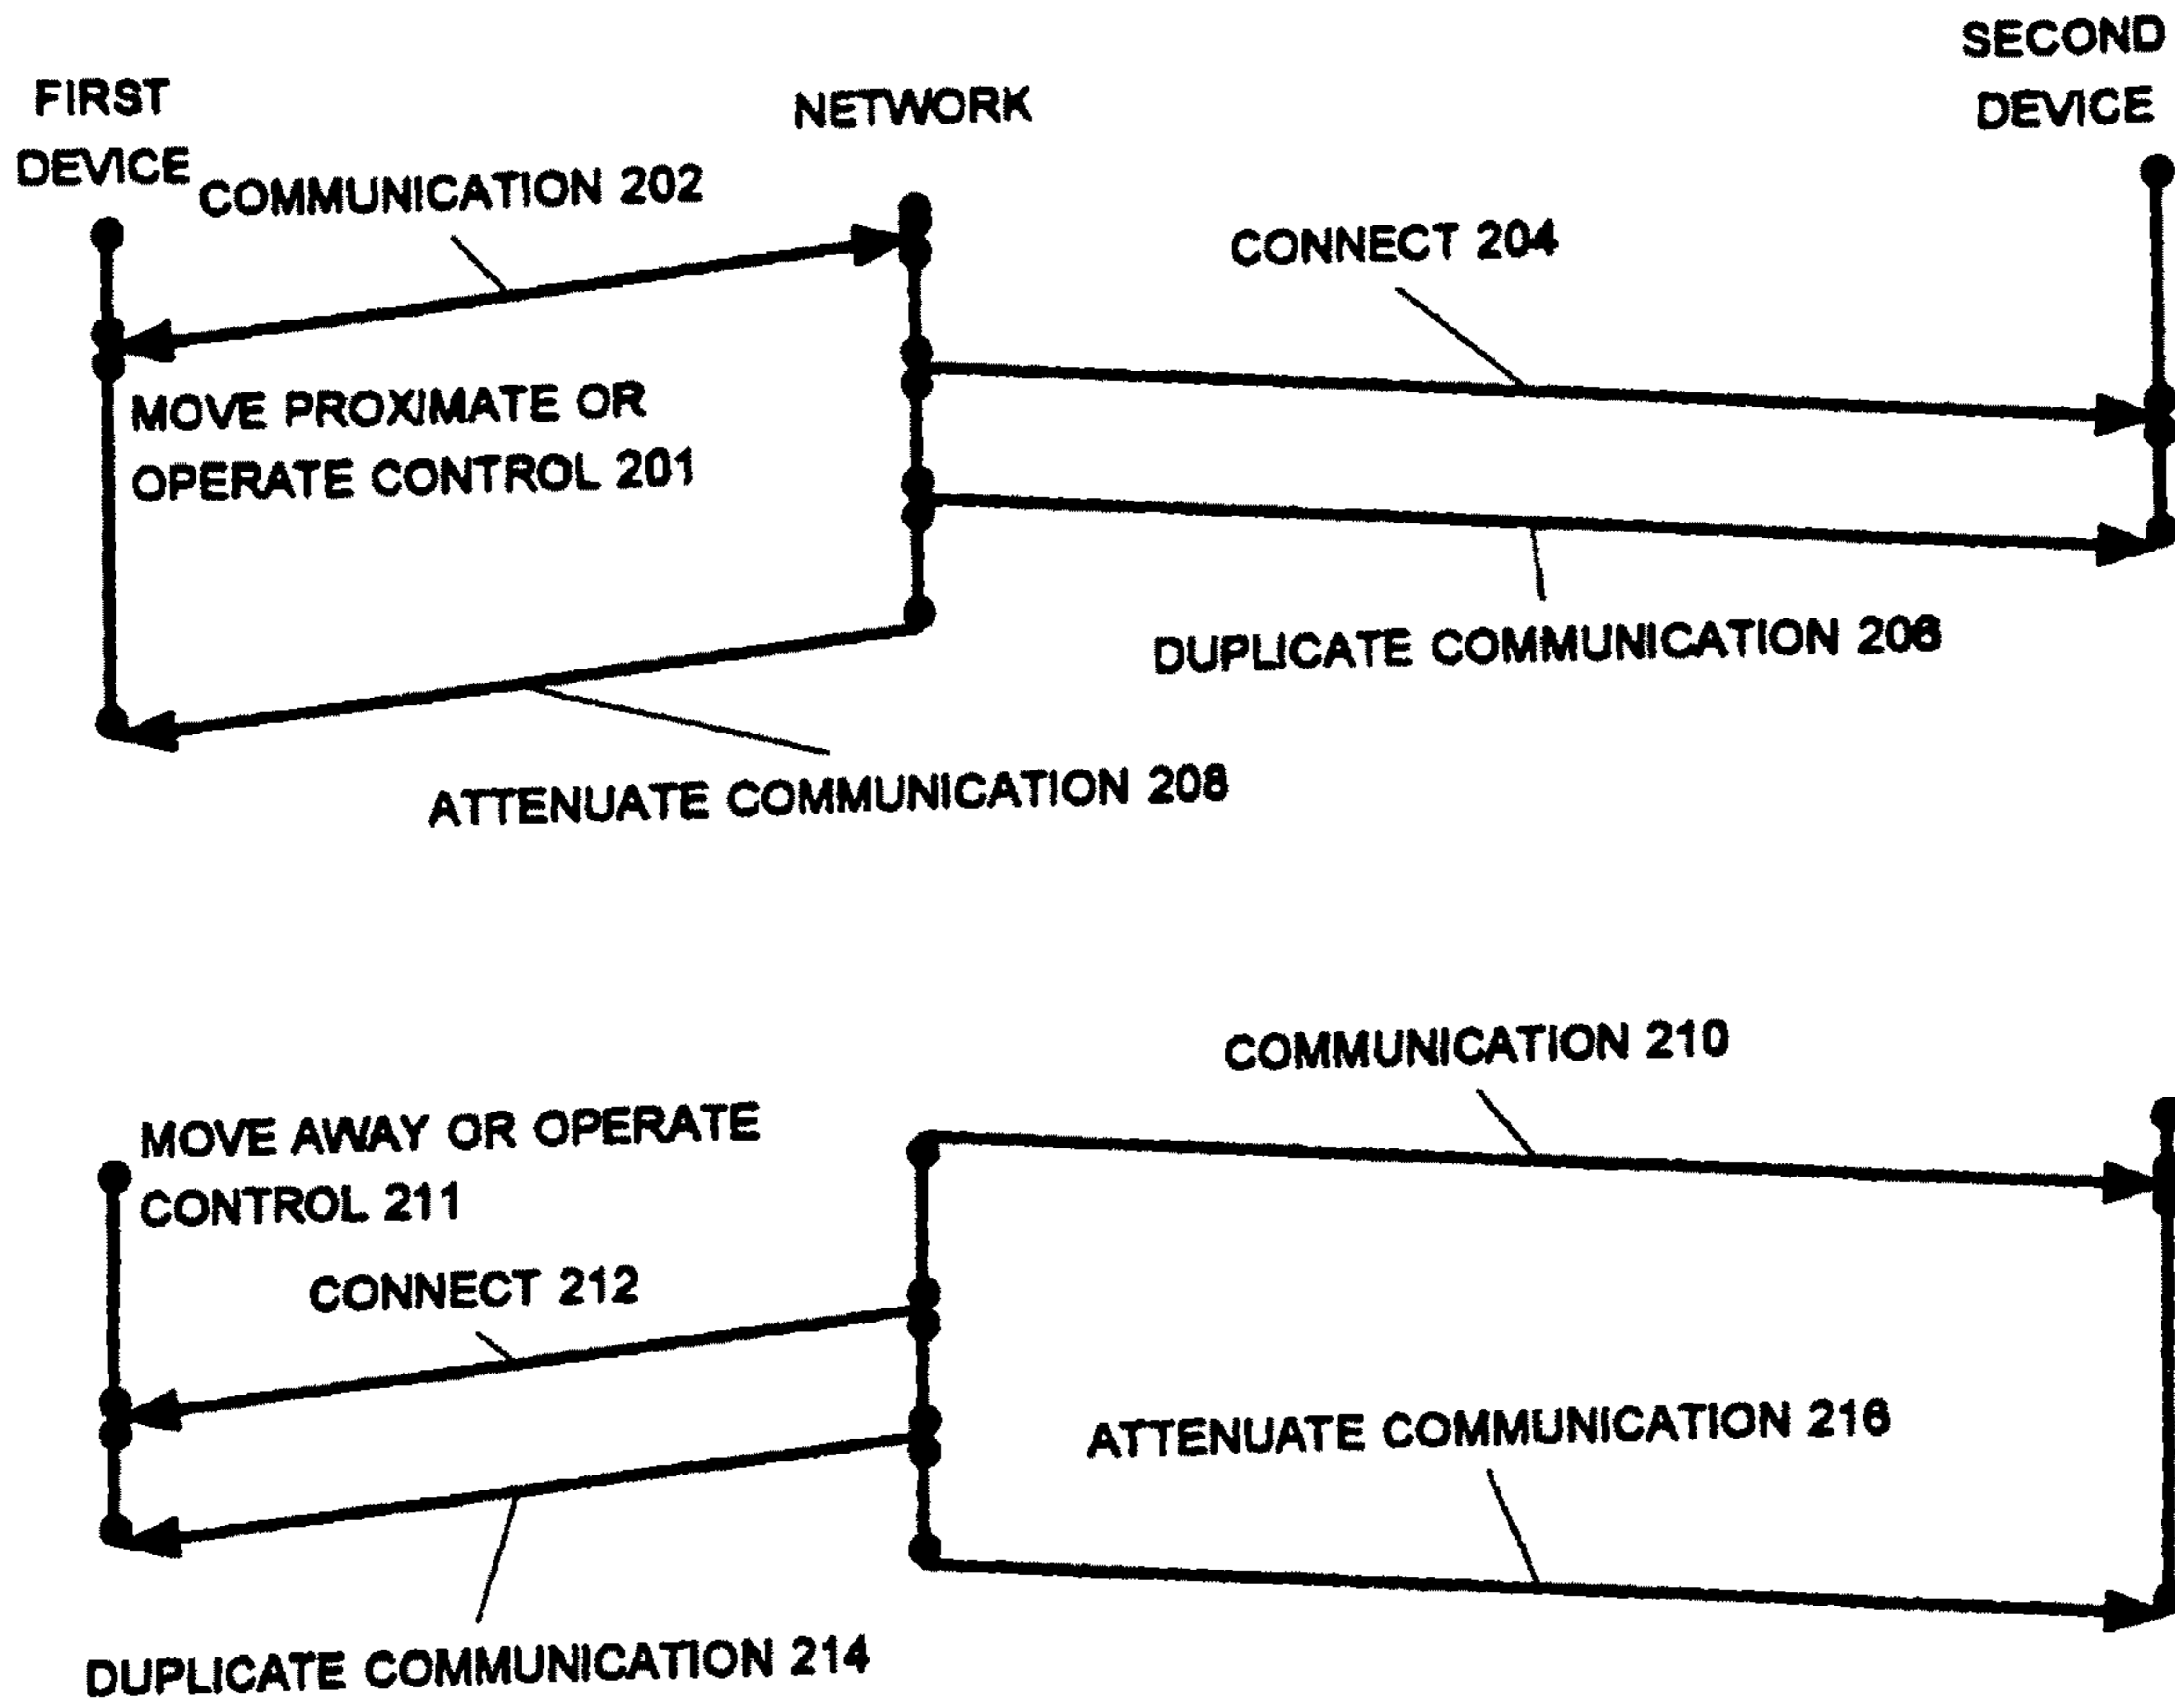 FIRST
DEVICE
NETWORK
SECOND
DEVICE
COMMUNICATION 202
CONNECT 204
MOVE PROXIMATE OR
OPERATE CONTROL 201
DUPLICATE COMMUNICATION 206
ATTENUATE COMMUNICATION 208
COMMUNICATION 210
MOVE AWAY OR OPERATE
CONTROL 211
CONNECT 212
ATTENUATE COMMUNICATION 216
DUPLICATE COMMUNICATION 214